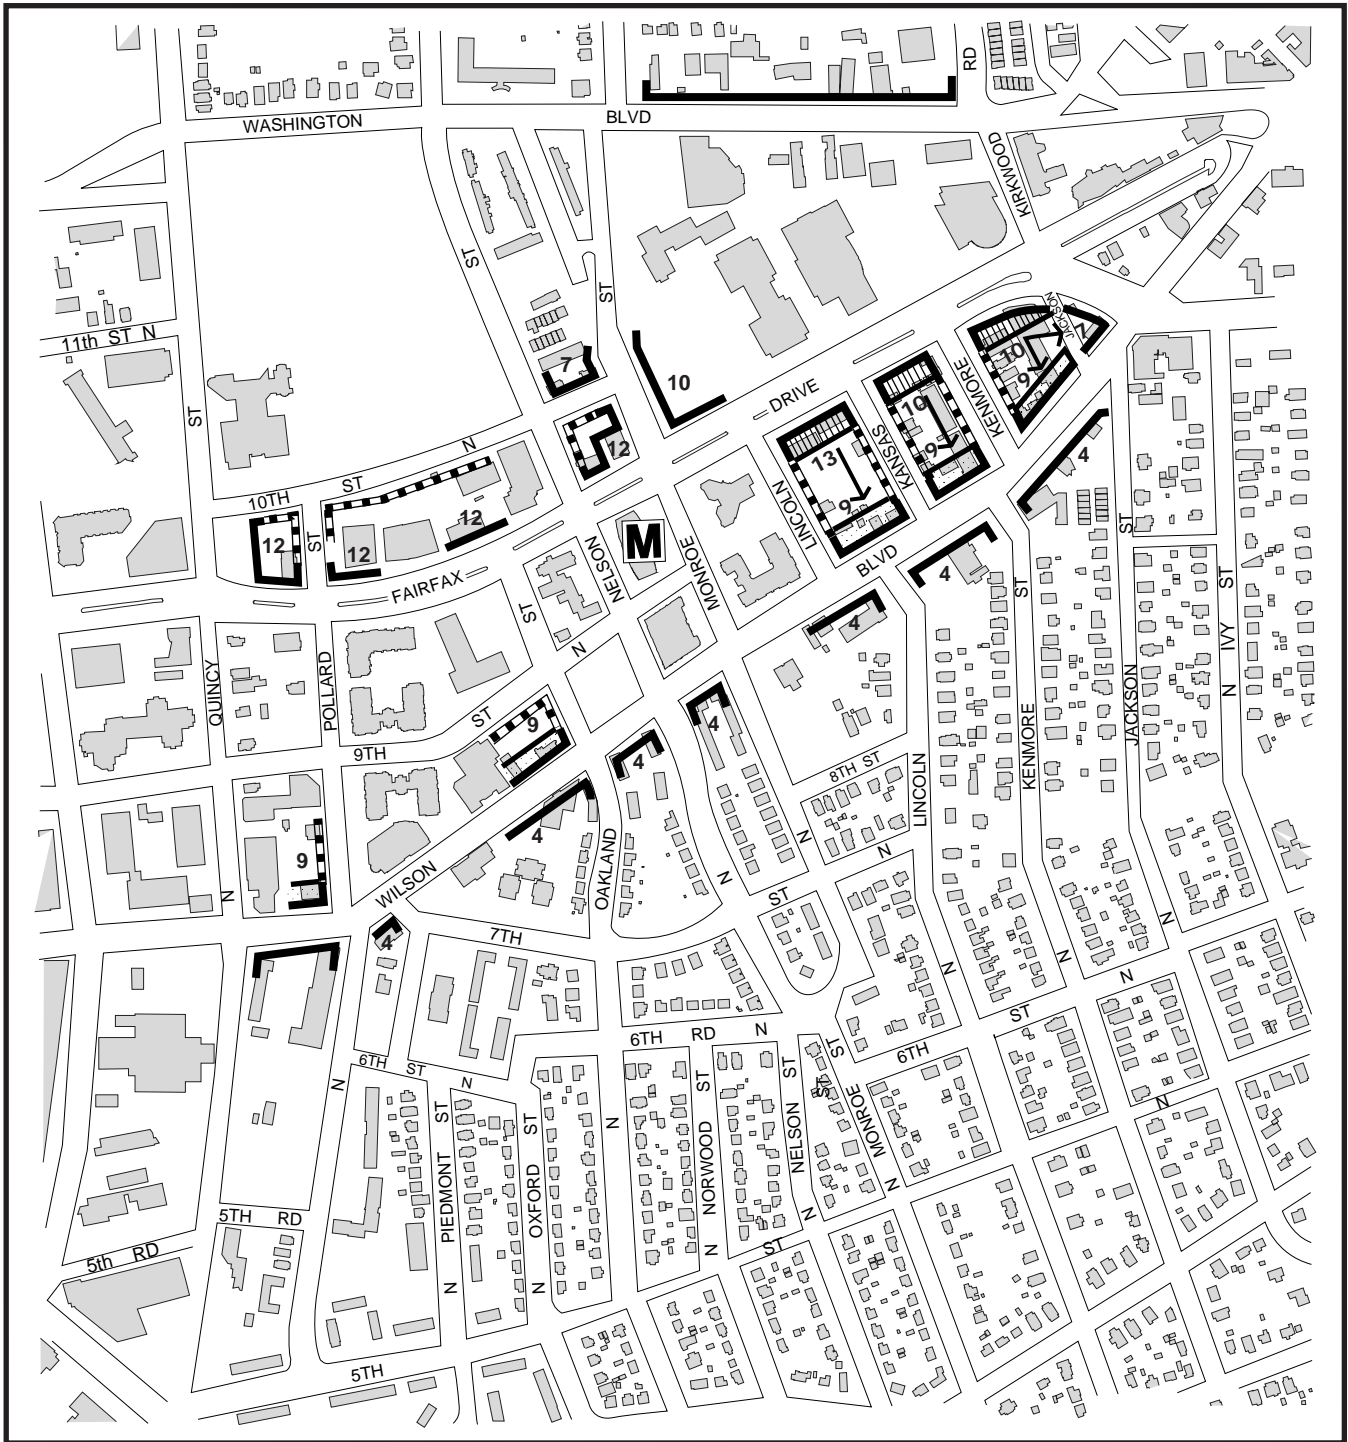 RD
WASHINGTON
BLVD
KIRKWOOD
ST
ST
11th ST N
JACKSON
7
10
9
7
10
KENMORE
DRIVE
10
9
KANSAS
ST
N
12
13
9
LINCOLN
4
ST
10TH
ST
12
12
12
FAIRFAX
M
NELSON
MONROE
BLVD
4
ST
ST
ST
IVY
N
4
ST
N
QUINCY
POLLARD
9TH
ST
9
4
4
JACKSON
KENMORE
8TH ST
LINCOLN
4
N
N
9
N
WILSON
OAKLAND
N
ST
N
N
N
N
4
7TH
ST
6TH RD N
ST
6TH
6TH ST N
N
ST
ST
N
ST
ST
ST
N
PIEDMONT
OXFORD
NORWOOD
NELSON
MONROE
N
N
5TH RD
5th RD
N
ST
N
N
5TH